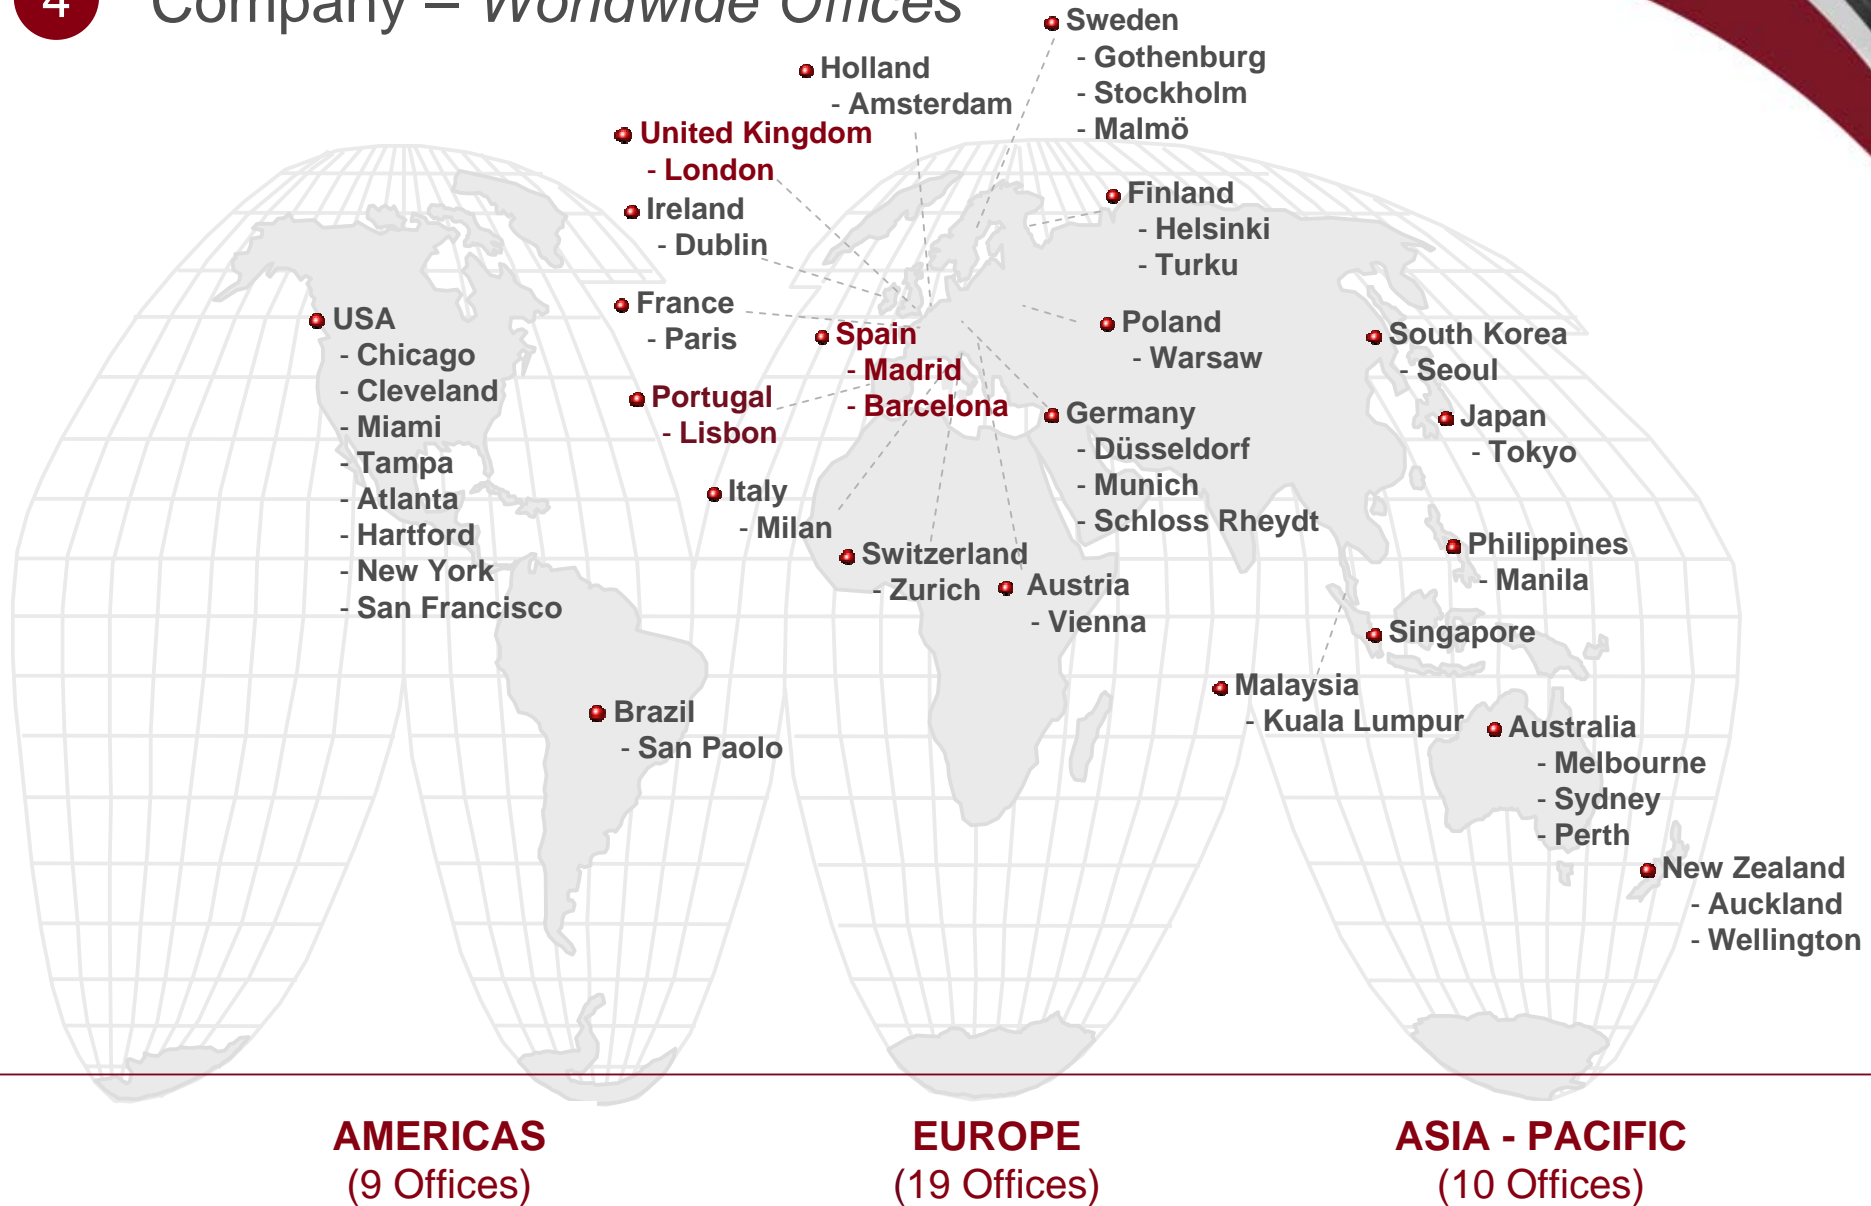 4 Company – Worldwide Offices
Sweden
- Gothenburg
- Stockholm
- Malmö
Holland
- Amsterdam
United Kingdom
- London
Ireland
- Dublin
Finland
- Helsinki
- Turku
France
- Paris
Spain
- Madrid
- Barcelona
Portugal
- Lisbon
Poland
- Warsaw
Germany
- Düsseldorf
- Munich
- Schloss Rheydt
Italy
- Milan
Switzerland
- Zurich
Austria
- Vienna
USA
- Chicago
- Cleveland
- Miami
- Tampa
- Atlanta
- Hartford
- New York
- San Francisco
Brazil
- San Paolo
South Korea
- Seoul
Japan
- Tokyo
Philippines
- Manila
Singapore
Malaysia
- Kuala Lumpur
Australia
- Melbourne
- Sydney
- Perth
New Zealand
- Auckland
- Wellington
AMERICAS
(9 Offices)
EUROPE
(19 Offices)
ASIA - PACIFIC
(10 Offices)